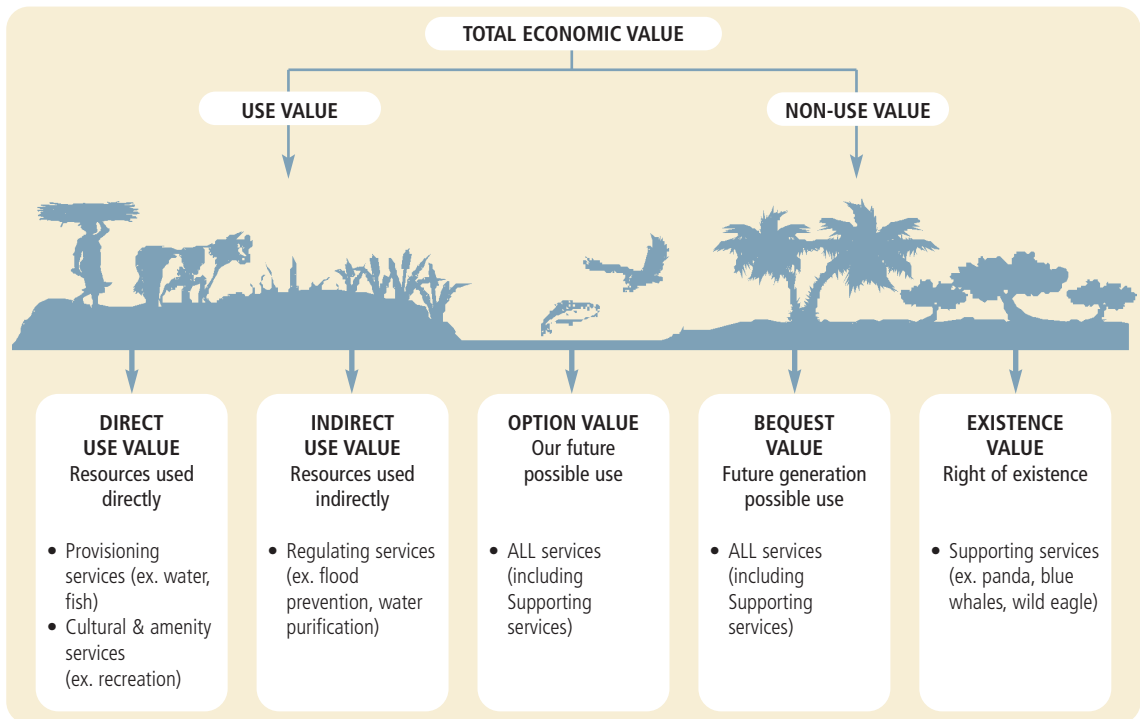 TOTAL ECONOMIC VALUE
USE VALUE
NON-USE VALUE
DIRECT
USE VALUE
Resources used
directly
• Provisioning
services (ex. water,
fish)
• Cultural & amenity
services
(ex. recreation)
INDIRECT
USE VALUE
Resources used
indirectly
• Regulating services
(ex. flood
prevention, water
purification)
OPTION VALUE
Our future
possible use
• ALL services
(including
Supporting
services)
BEQUEST
VALUE
Future generation
possible use
• ALL services
(including
Supporting
services)
EXISTENCE
VALUE
Right of existence
• Supporting services
(ex. panda, blue
whales, wild eagle)